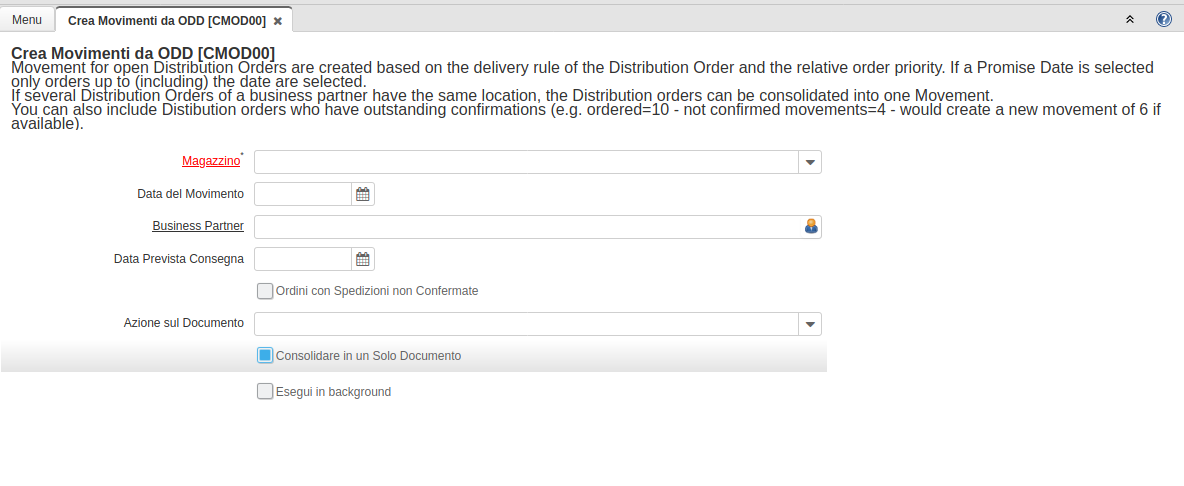 Menu
Crea Movimenti da ODD [CMOD00]
Crea Movimenti da ODD [CMOD00]
Movement for open Distribution Orders are created based on the delivery rule of the Distribution Order and the relative order priority. If a Promise Date is selected
only orders up to (including) the date are selected.
If several Distribution Orders of a business partner have the same location, the Distribution orders can be consolidated into one Movement.
You can also include Distibution orders who have outstanding confirmations (e.g. ordered=10 - not confirmed movements=4 - would create a new movement of 6 if
available).
Magazzino*
Data del Movimento
Business Partner
Data Prevista Consegna
Ordini con Spedizioni non Confermate
Azione sul Documento
Consolidare in un Solo Documento
Esegui in background